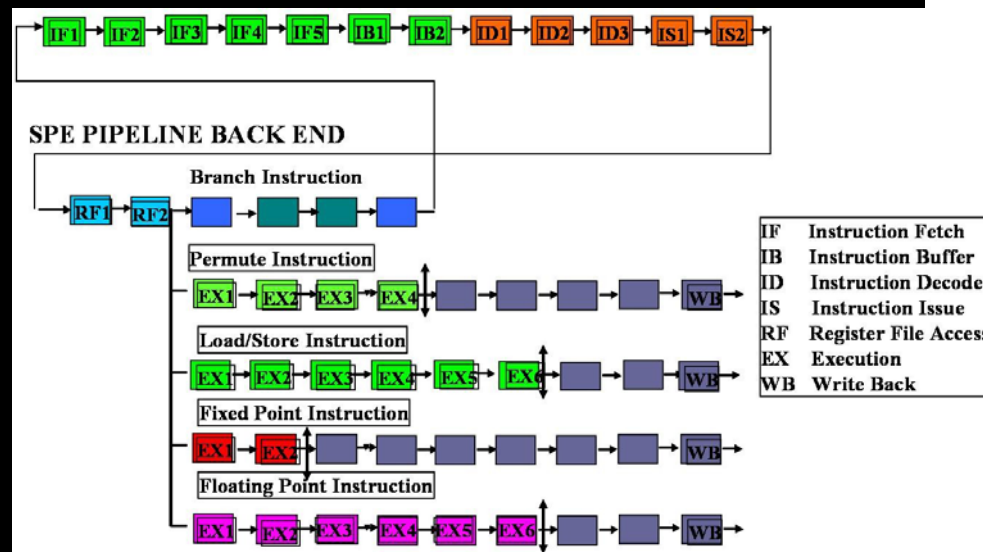 IF1 IF2 IF3 IF4 IF5 IB1 IB2 ID1 ID2 ID3 IS1 IS2
SPE PIPELINE BACK END
Branch Instruction
RF1 RF2
Permute Instruction
EX1 EX2 EX3 EX4 WB
Load/Store Instruction
EX1 EX2 EX3 EX4 EX5 EX6 WB
Fixed Point Instruction
EX1 EX2 WB
Floating Point Instruction
EX1 EX2 EX3 EX4 EX5 EX6 WB
IF Instruction Fetch
IB Instruction Buffer
ID Instruction Decode
IS Instruction Issue
RF Register File Access
EX Execution
WB Write Back